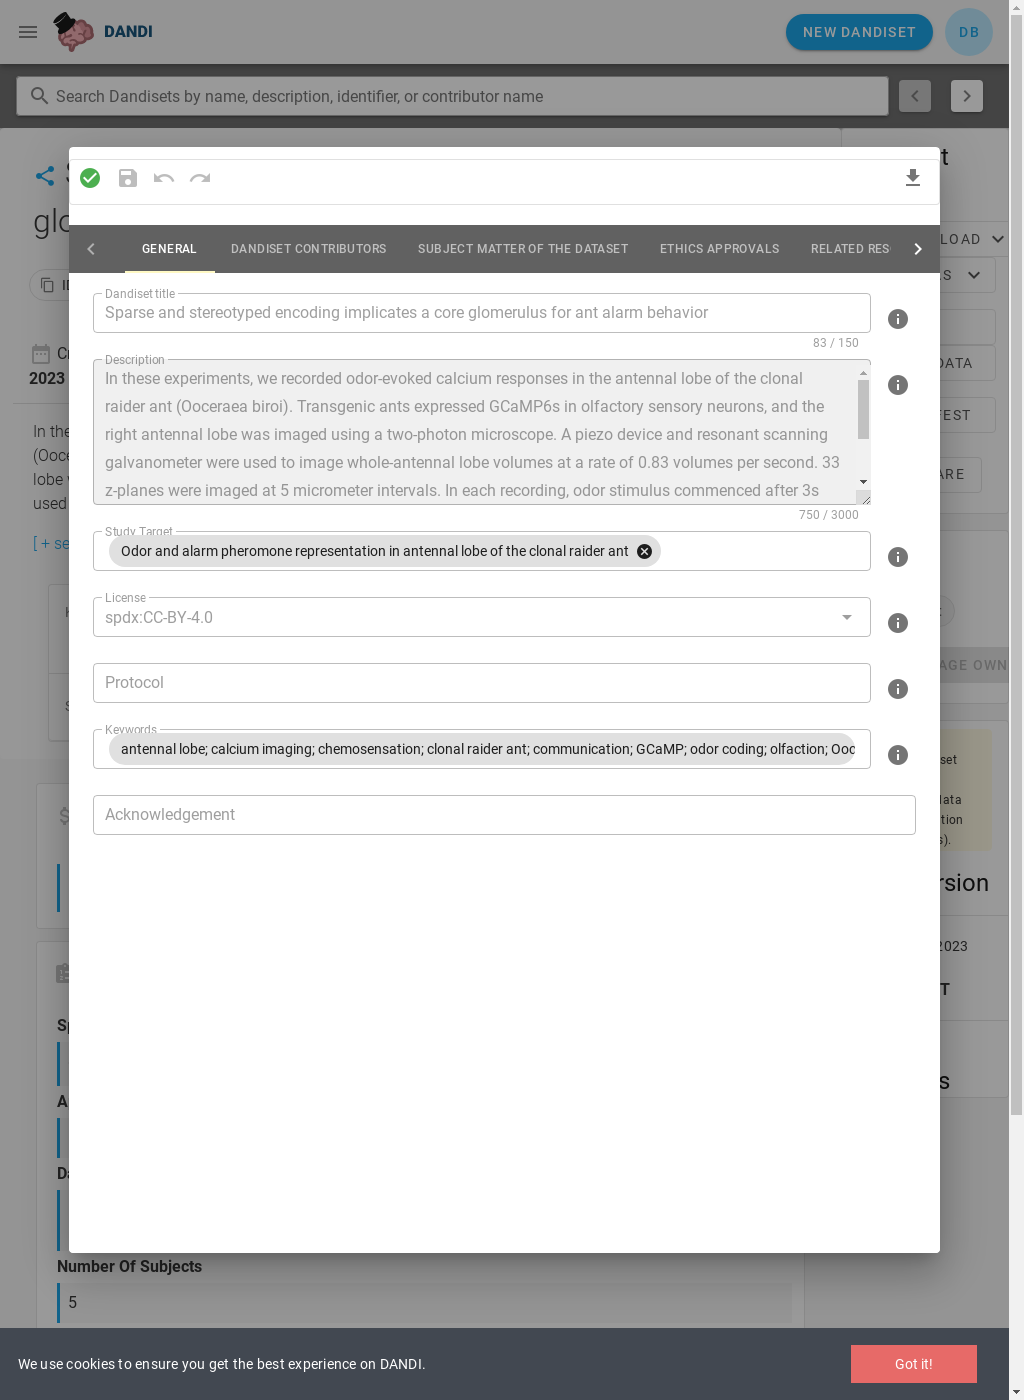 DANDI
NEW DANDISET
DB
Search Dandisets by name, description, identifier, or contributor name
glo
GENERAL
DANDISET CONTRIBUTORS
SUBJECT MATTER OF THE DATASET
ETHICS APPROVALS
RELATED RES
LOAD
Dandiset title
Sparse and stereotyped encoding implicates a core glomerulus for ant alarm behavior
83 / 150
2023
Description
In these experiments, we recorded odor-evoked calcium responses in the antennal lobe of the clonal
raider ant (Ooceraea biroi). Transgenic ants expressed GCaMP6s in olfactory sensory neurons, and the
right antennal lobe was imaged using a two-photon microscope. A piezo device and resonant scanning
galvanometer were used to image whole-antennal lobe volumes at a rate of 0.83 volumes per second. 33
z-planes were imaged at 5 micrometer intervals. In each recording, odor stimulus commenced after 3s
750 / 3000
In the
(Ooce
lobe
used
[ + se
DATA
FEST
ARE
Study Target
Odor and alarm pheromone representation in antennal lobe of the clonal raider ant
License
spdx:CC-BY-4.0
Protocol
AGE OWN
Keywords
antennal lobe; calcium imaging; chemosensation; clonal raider ant; communication; GCaMP; odor coding; olfaction; Ooc
set
lata
tion
s).
Acknowledgement
rsion
2023
T
s
Sp
A
Da
Number Of Subjects
5
We use cookies to ensure you get the best experience on DANDI.
Got it!